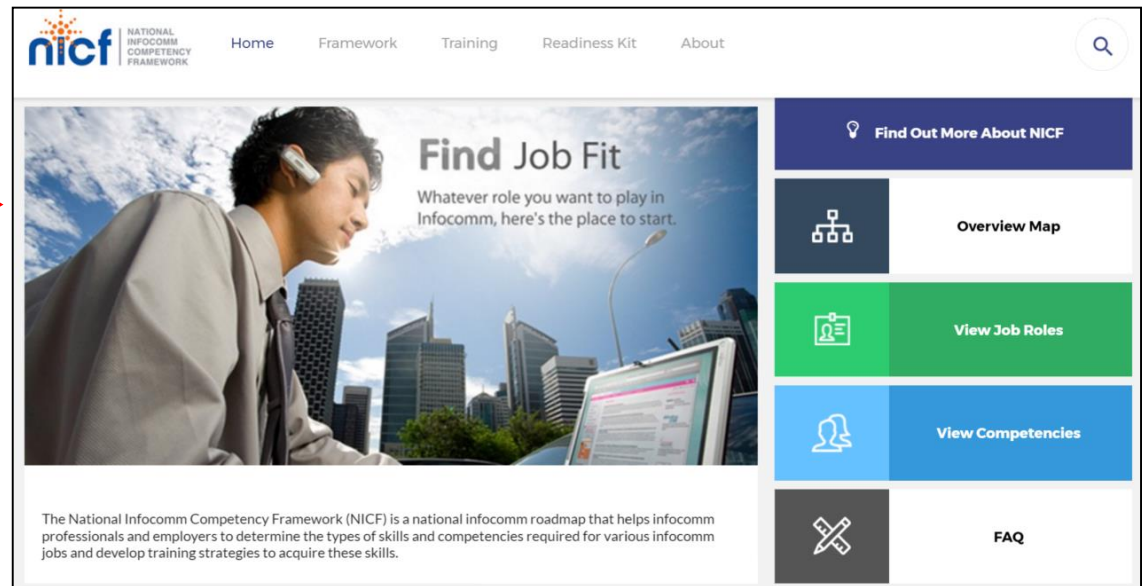 nicf
NATIONAL
INFOCOMM
COMPETENCY
FRAMEWORK
Home Framework Training Readiness Kit About
Find Job Fit
Whatever role you want to play in
Infocomm, here's the place to start.
Find Out More About NICF
Overview Map
View Job Roles
View Competencies
FAQ
The National Infocomm Competency Framework (NICF) is a national infocomm roadmap that helps infocomm
professionals and employers to determine the types of skills and competencies required for various infocomm
jobs and develop training strategies to acquire these skills.